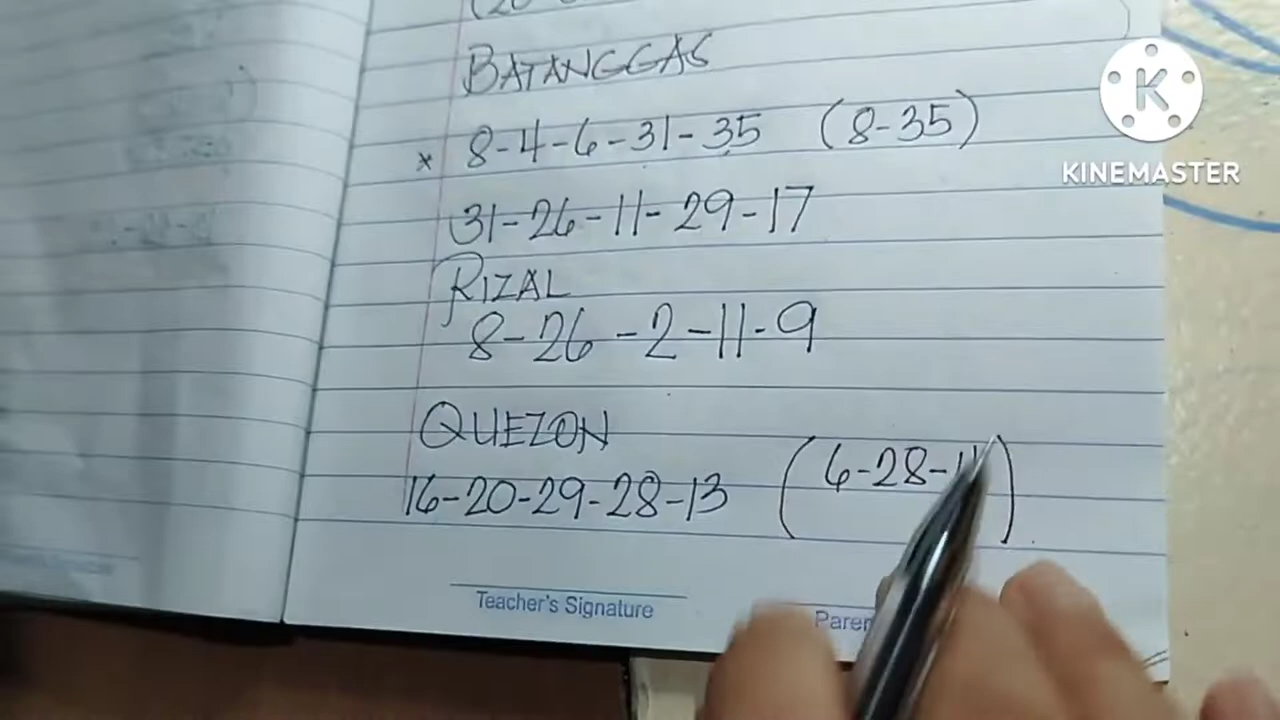 BATANGGAS
x 8-4-6-31-35 (8-35)
31-26-11-29-17
RIZAL
8-26-2-11-9
QUEZON
16-20-29-28-13 (6-28-11)
Teacher's Signature
KINEMASTER